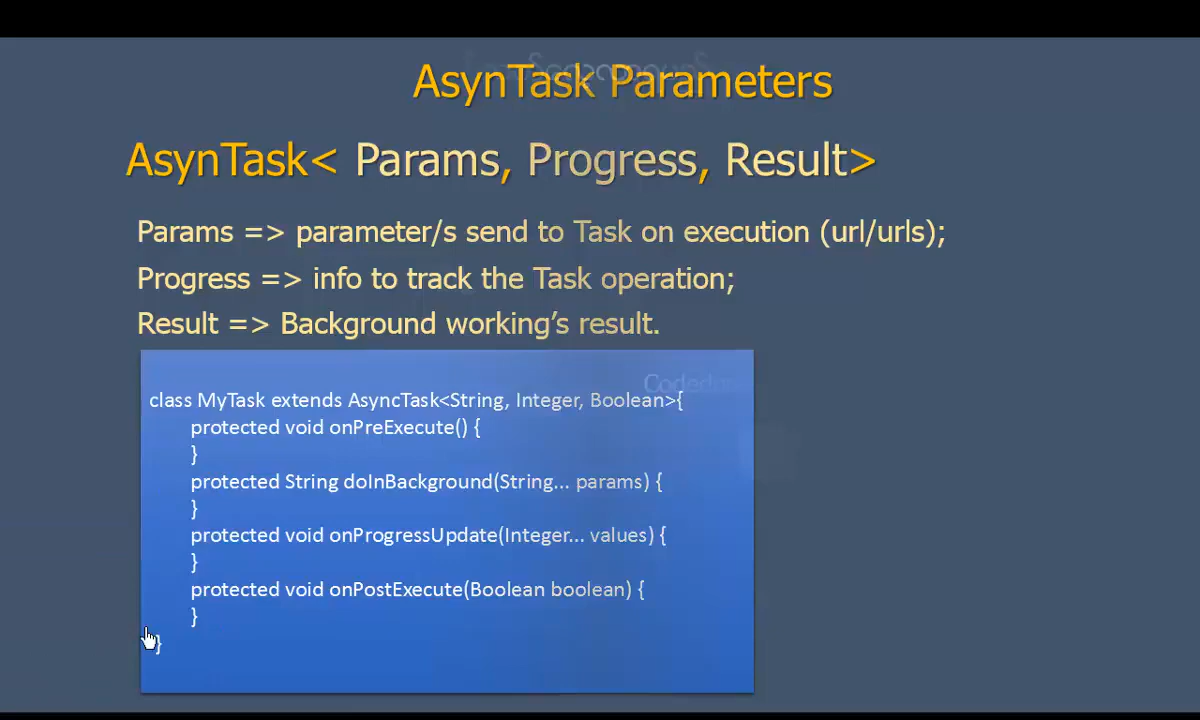 AsynTask Parameters
AsynTask< Params, Progress, Result>
Params => parameter/s send to Task on execution (url/urls);
Progress => info to track the Task operation;
Result => Background working's result.
class MyTask extends AsyncTask<String, Integer, Boolean>{
protected void onPreExecute() {
}
protected String doInBackground(String... params) {
}
protected void onProgressUpdate(Integer... values) {
}
protected void onPostExecute(Boolean boolean) {
}
}